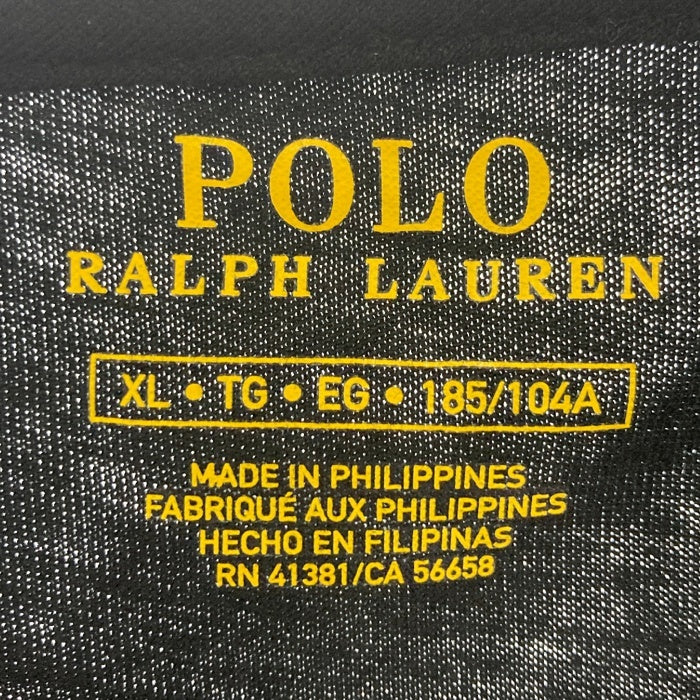 POLO
RALPH LAUREN
XL • TG • EG • 185/104A
MADE IN PHILIPPINES
FABRIQUÉ AUX PHILIPPINES
HECHO EN FILIPINAS
RN 41381/CA 56658